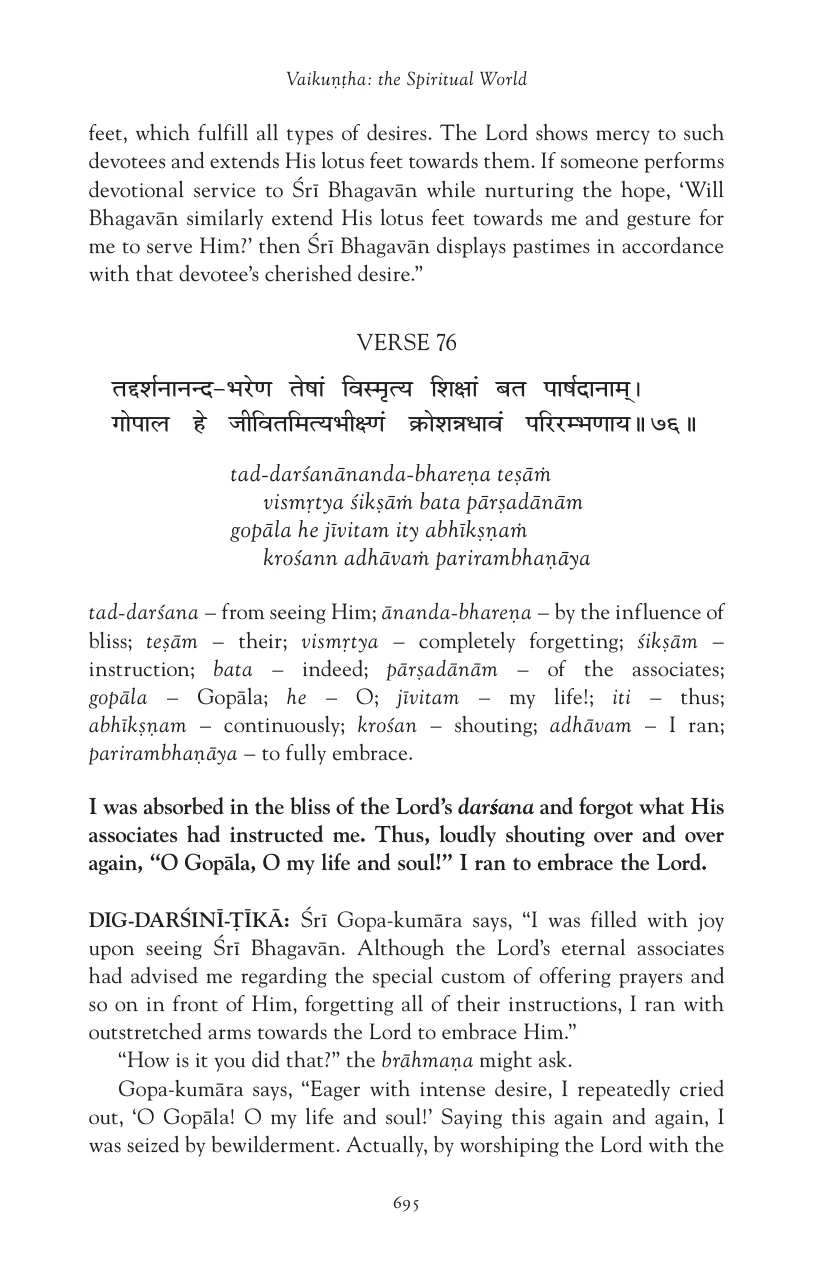 Vaikuṇṭha: the Spiritual World
feet, which fulfill all types of desires. The Lord shows mercy to such
devotees and extends His lotus feet towards them. If someone performs
devotional service to Śrī Bhagavān while nurturing the hope, ‘Will
Bhagavān similarly extend His lotus feet towards me and gesture for
me to serve Him?’ then Śrī Bhagavān displays pastimes in accordance
with that devotee’s cherished desire.”
VERSE 76
तद्दर्शनानन्द-भरेण तेषां विस्मृत्य शिक्षां बत पार्षदानाम्।
गोपाल हे जीवितमित्यभीक्ष्णं क्रोशन्नधावं परिरम्भणाय॥७६॥
tad-darśanānanda-bhareṇa teṣāṁ
vismṛtya śikṣāṁ bata pārṣadānām
gopāla he jīvitam ity abhīkṣṇaṁ
krośann adhāvaṁ parirambhaṇāya
tad-darśana – from seeing Him; ānanda-bhareṇa – by the influence of
bliss; teṣām – their; vismṛtya – completely forgetting; śikṣām –
instruction; bata – indeed; pārṣadānām – of the associates;
gopāla – Gopāla; he – O; jīvitam – my life!; iti – thus;
abhīkṣṇam – continuously; krośan – shouting; adhāvam – I ran;
parirambhaṇāya – to fully embrace.
I was absorbed in the bliss of the Lord’s darśana and forgot what His
associates had instructed me. Thus, loudly shouting over and over
again, “O Gopāla, O my life and soul!” I ran to embrace the Lord.
DIG-DARŚINĪ-ṬĪKĀ: Śrī Gopa-kumāra says, “I was filled with joy
upon seeing Śrī Bhagavān. Although the Lord’s eternal associates
had advised me regarding the special custom of offering prayers and
so on in front of Him, forgetting all of their instructions, I ran with
outstretched arms towards the Lord to embrace Him.”
“How is it you did that?” the brāhmaṇa might ask.
Gopa-kumāra says, “Eager with intense desire, I repeatedly cried
out, ‘O Gopāla! O my life and soul!’ Saying this again and again, I
was seized by bewilderment. Actually, by worshiping the Lord with the
695